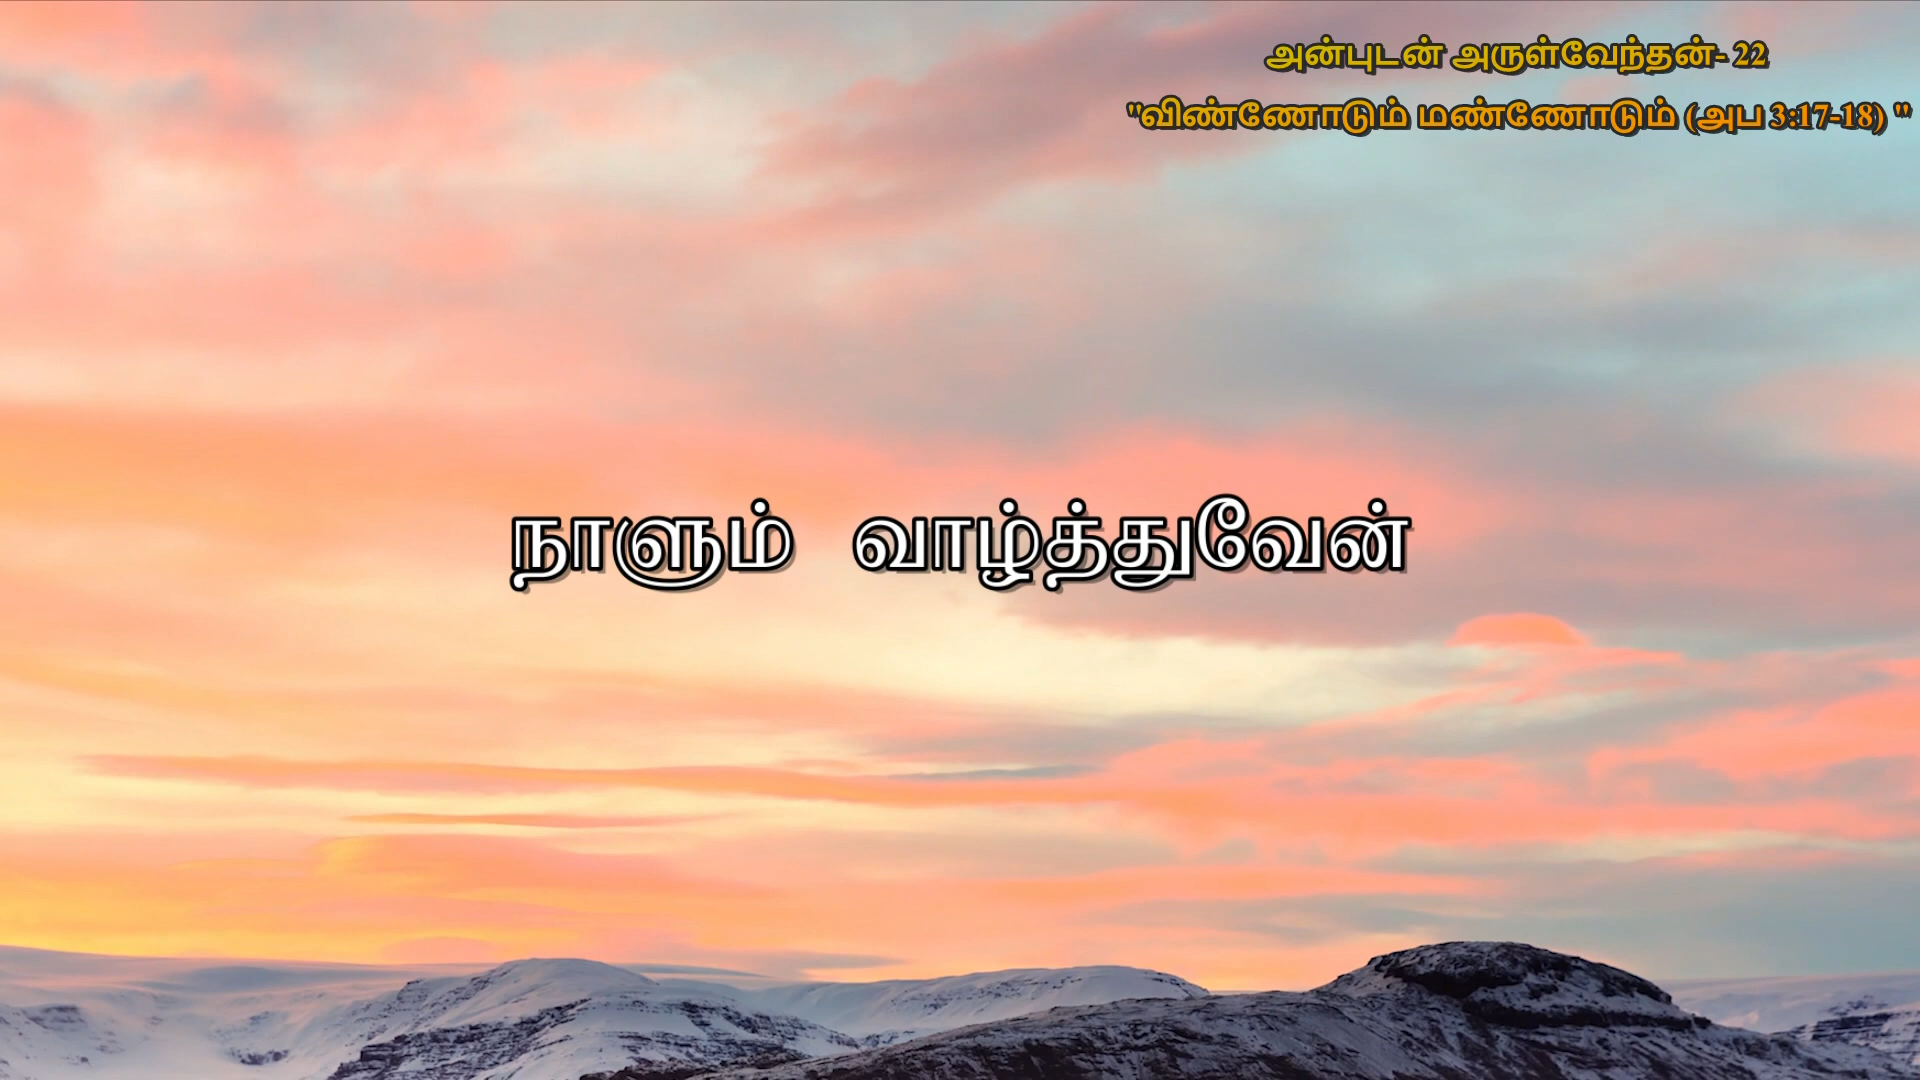 அன்புடன் அருள்வேந்தன்- 22
"விண்ணோடும் மண்ணோடும் (அப 3:17-18) "
நாளும் வாழ்த்துவேன்